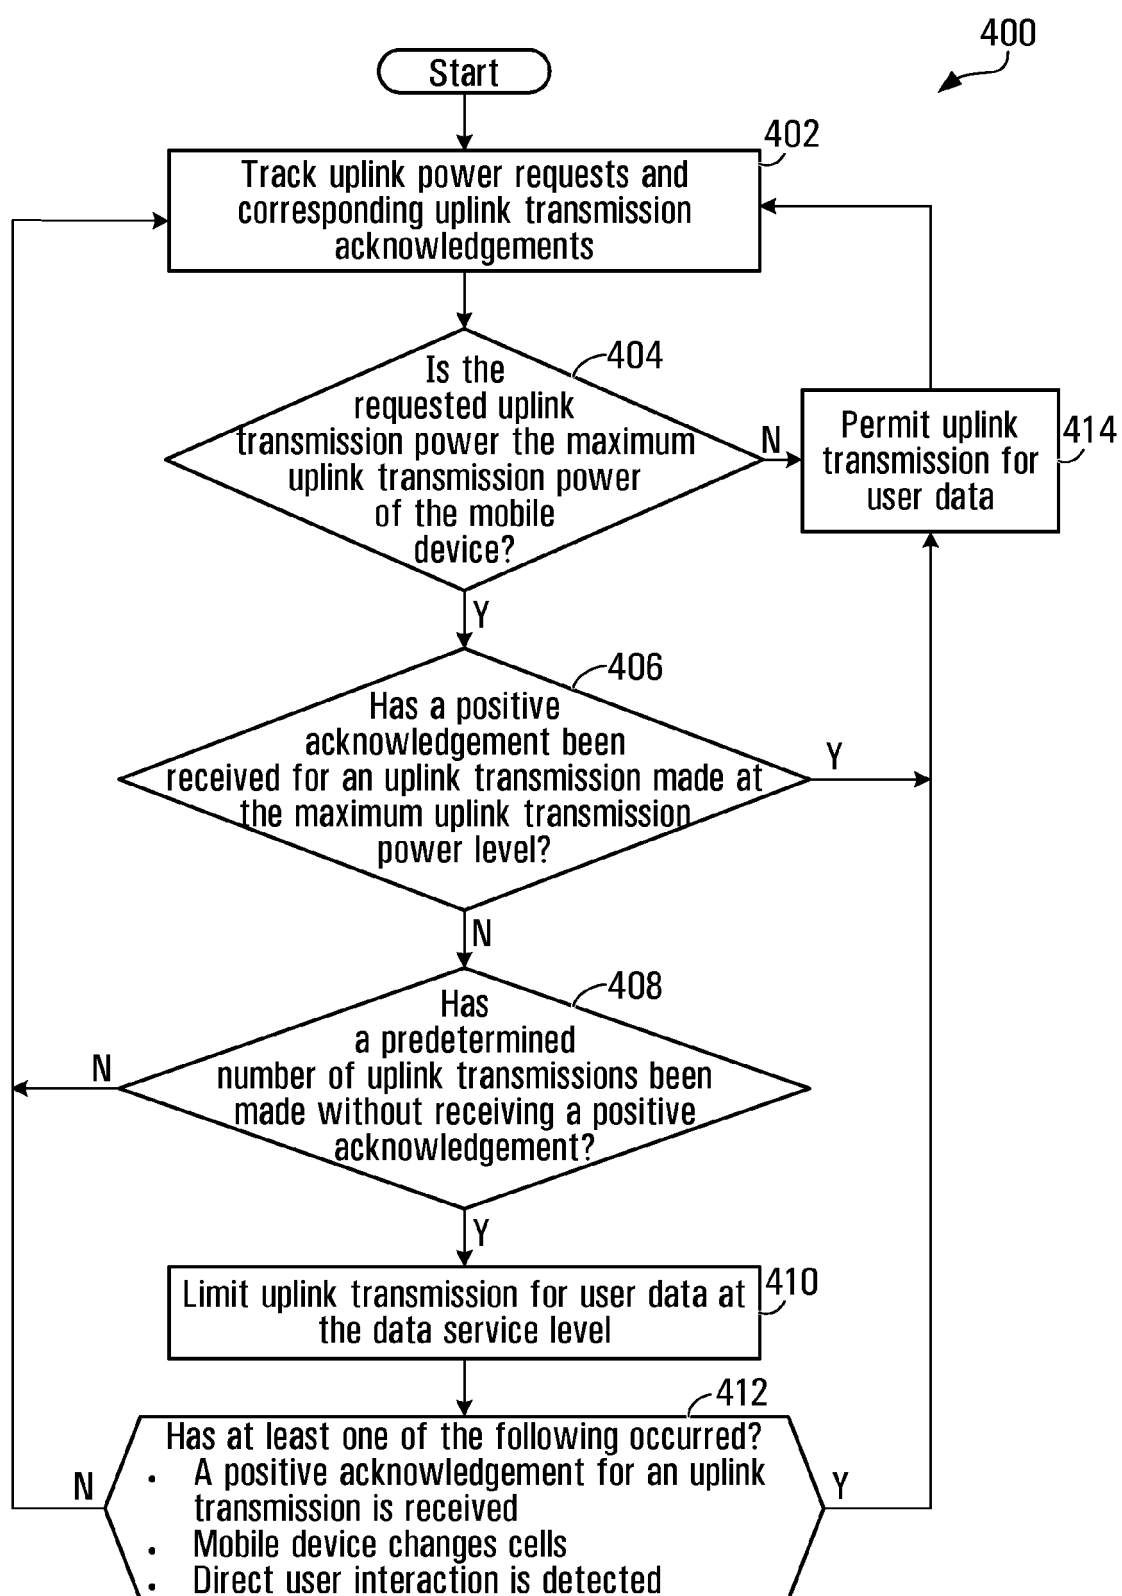 400
Start
402
Track uplink power requests and
corresponding uplink transmission
acknowledgements
404
Is the
requested uplink
transmission power the maximum
uplink transmission power
of the mobile
device?
N
Permit uplink
transmission for
user data
414
Y
406
Has a positive
acknowledgement been
received for an uplink transmission made at
the maximum uplink transmission
power level?
Y
N
408
Has
a predetermined
number of uplink transmissions been
made without receiving a positive
acknowledgement?
N
Y
Limit uplink transmission for user data at
the data service level
410
412
Has at least one of the following occurred?
• A positive acknowledgement for an uplink
transmission is received
• Mobile device changes cells
• Direct user interaction is detected
N
Y